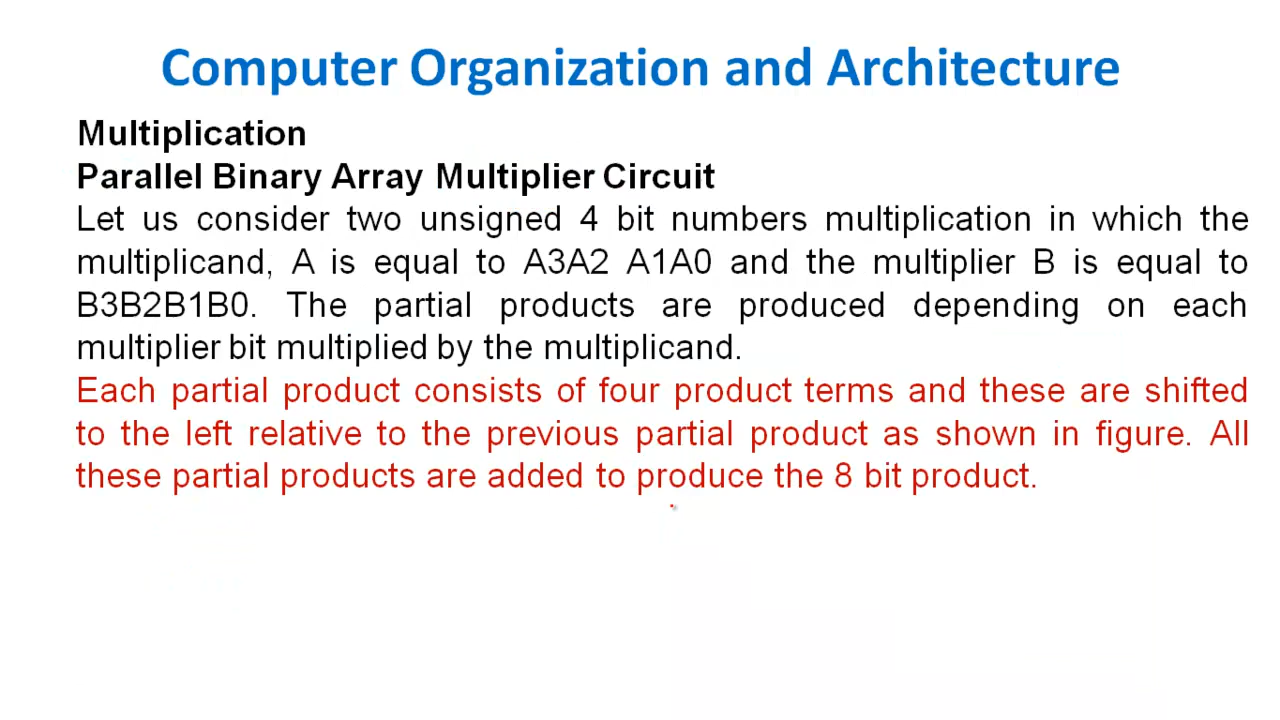 Computer Organization and Architecture
Multiplication
Parallel Binary Array Multiplier Circuit
Let us consider two unsigned 4 bit numbers multiplication in which the
multiplicand, A is equal to A3A2 A1A0 and the multiplier B is equal to
B3B2B1B0. The partial products are produced depending on each
multiplier bit multiplied by the multiplicand.
Each partial product consists of four product terms and these are shifted
to the left relative to the previous partial product as shown in figure. All
these partial products are added to produce the 8 bit product.